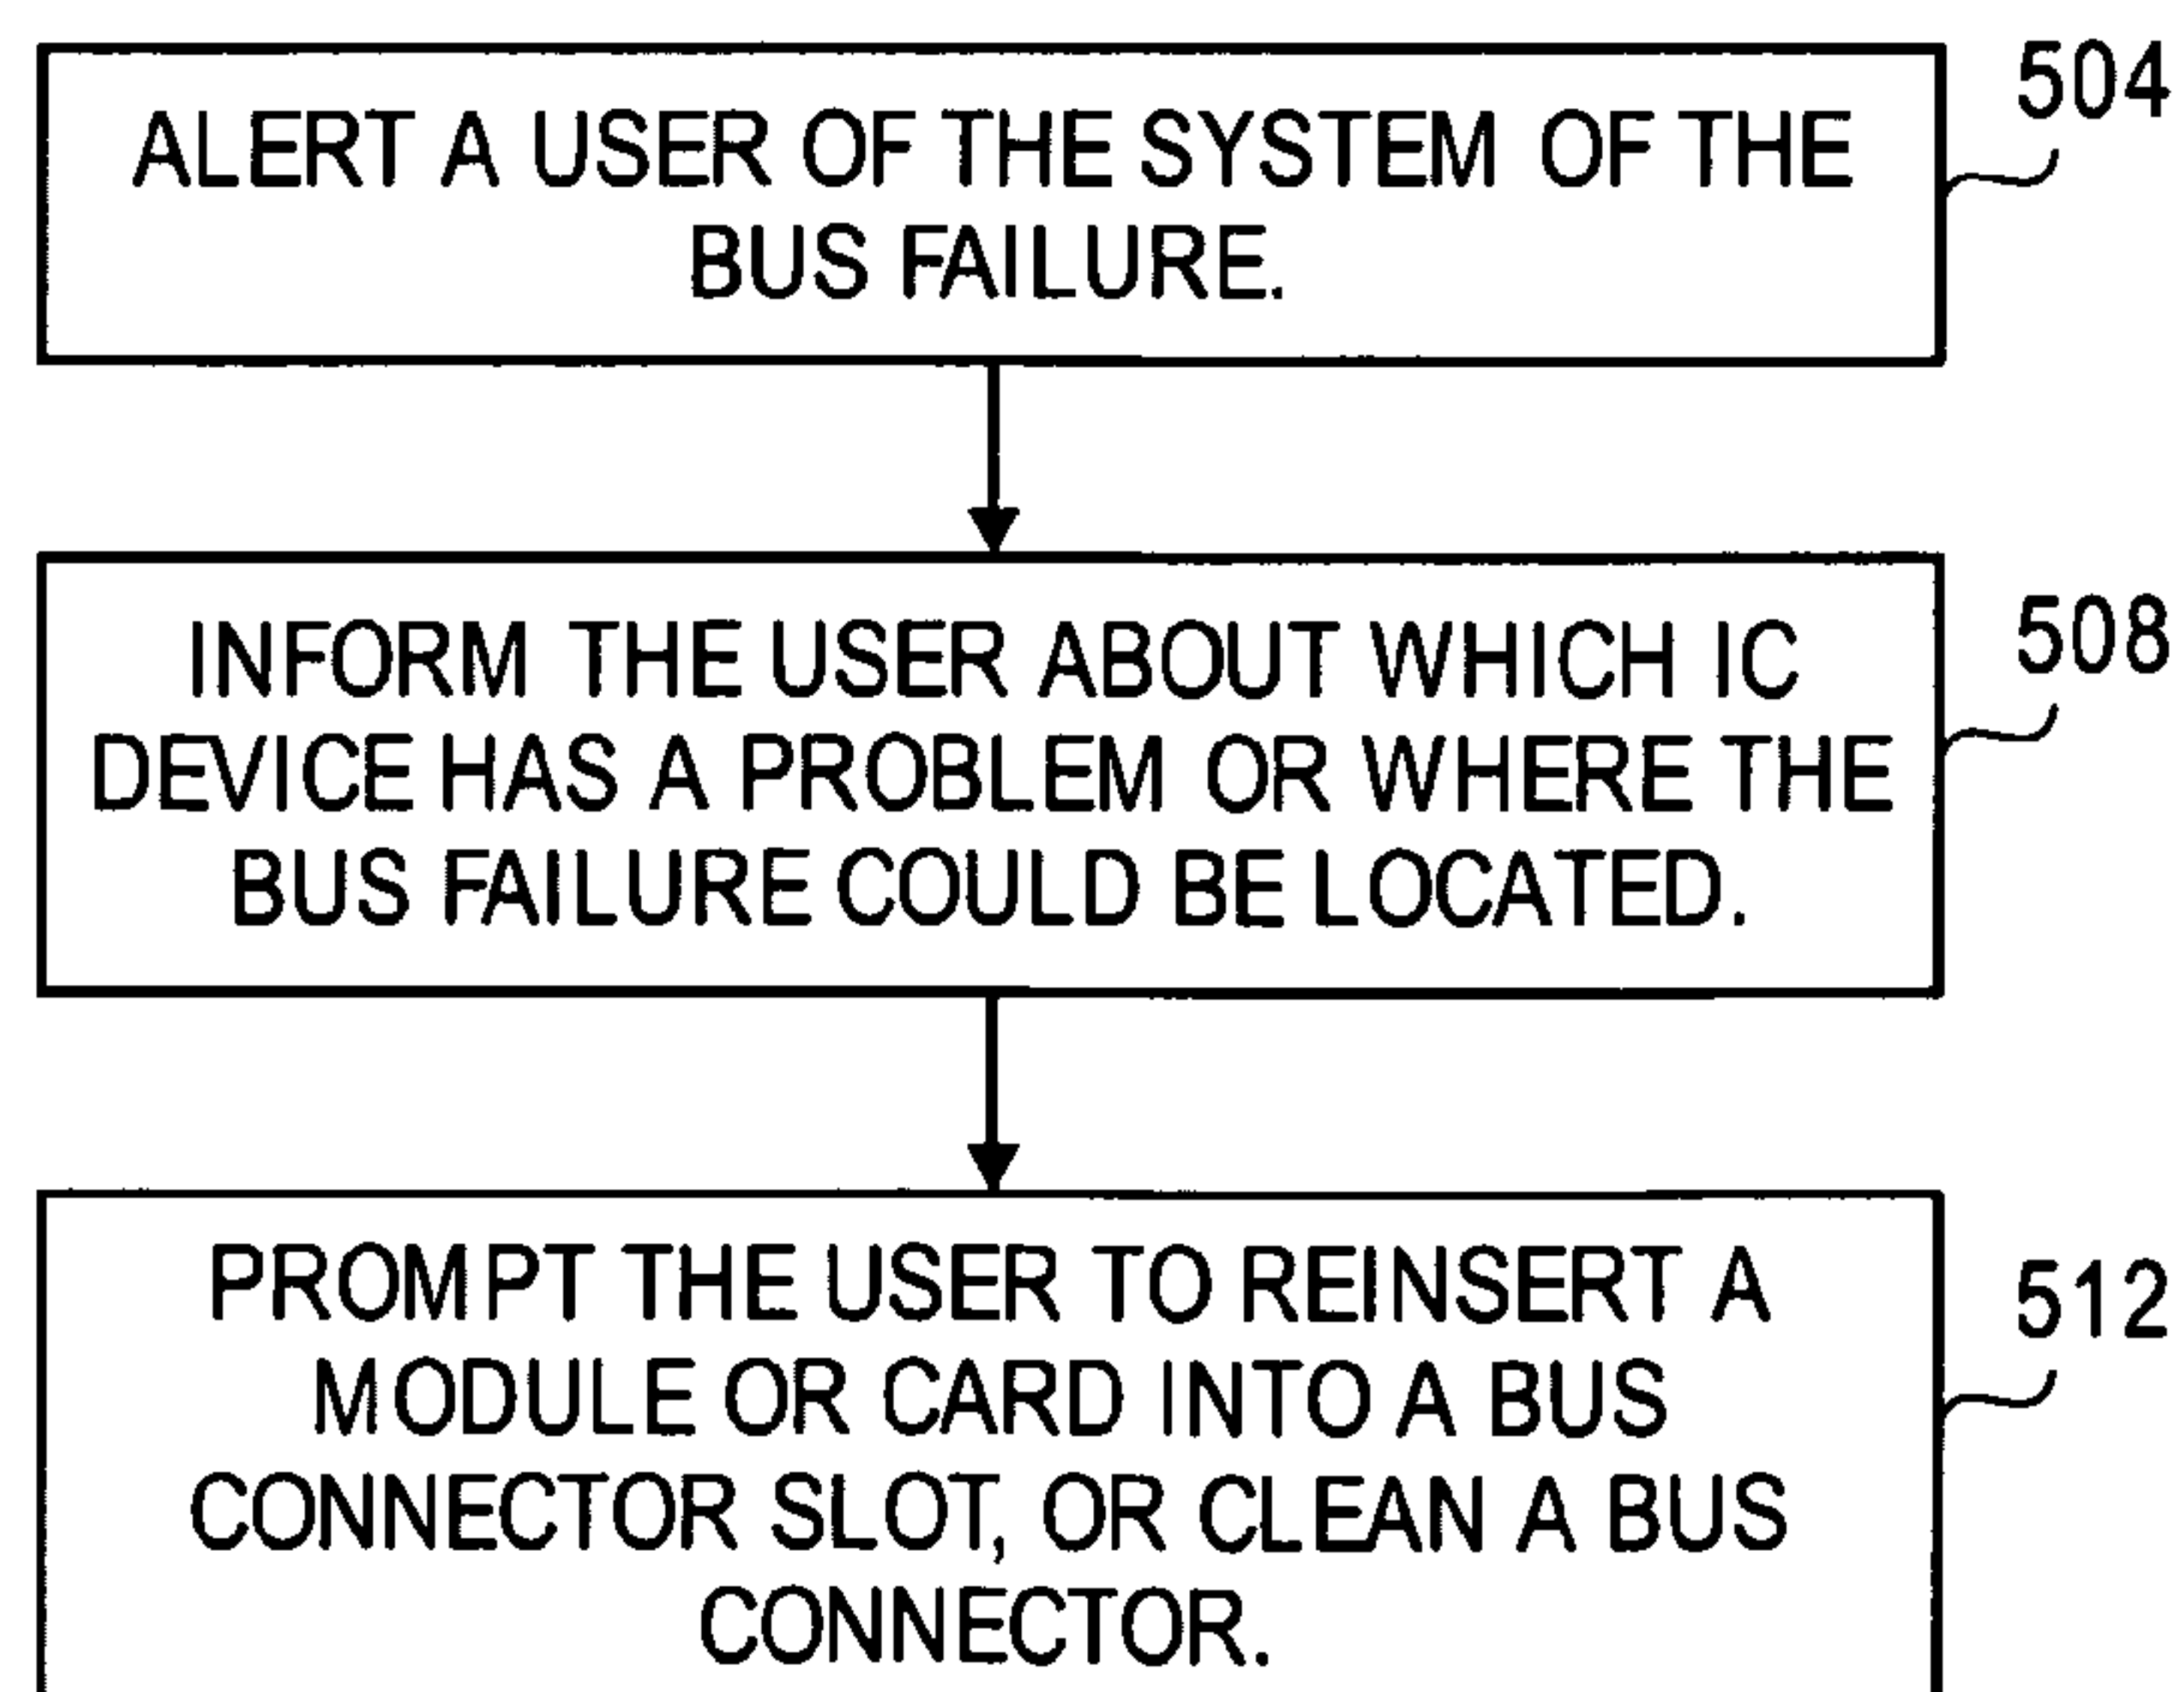 504
ALERT A USER OF THE SYSTEM OF THE
BUS FAILURE.
508
INFORM THE USER ABOUT WHICH IC
DEVICE HAS A PROBLEM OR WHERE THE
BUS FAILURE COULD BE LOCATED.
512
PROMPT THE USER TO REINSERT A
MODULE OR CARD INTO A BUS
CONNECTOR SLOT, OR CLEAN A BUS
CONNECTOR.